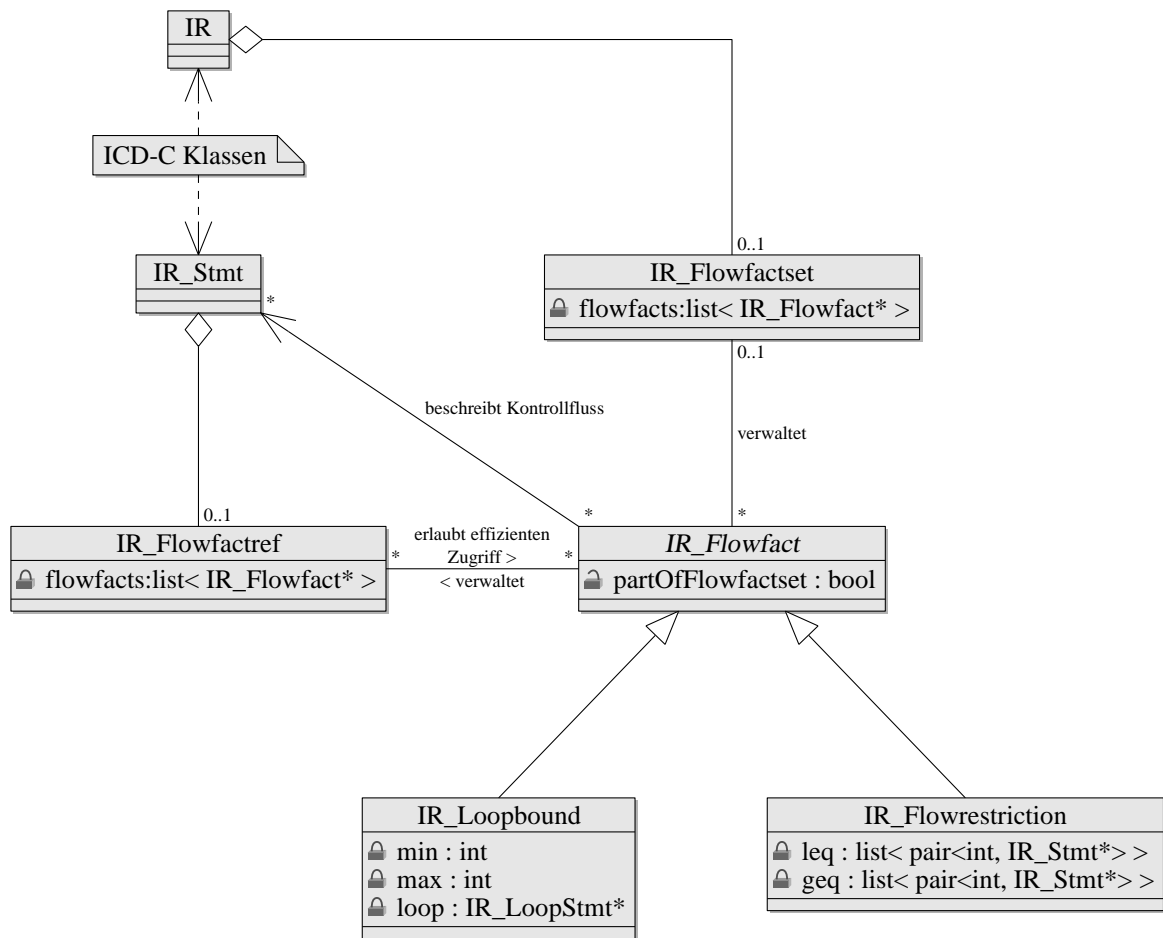 IR
ICD-C Klassen
IR_Stmt
*
0..1
IR_Flowfactset
flowfacts:list< IR_Flowfact* >
0..1
beschreibt Kontrollfluss
verwaltet
0..1
*
*
IR_Flowfactref
flowfacts:list< IR_Flowfact* >
*
erlaubt effizienten
Zugriff >
*
< verwaltet
IR_Flowfact
partOfFlowfactset : bool
IR_Loopbound
min : int
max : int
loop : IR_LoopStmt*
IR_Flowrestriction
leq : list< pair<int, IR_Stmt*> >
geq : list< pair<int, IR_Stmt*> >